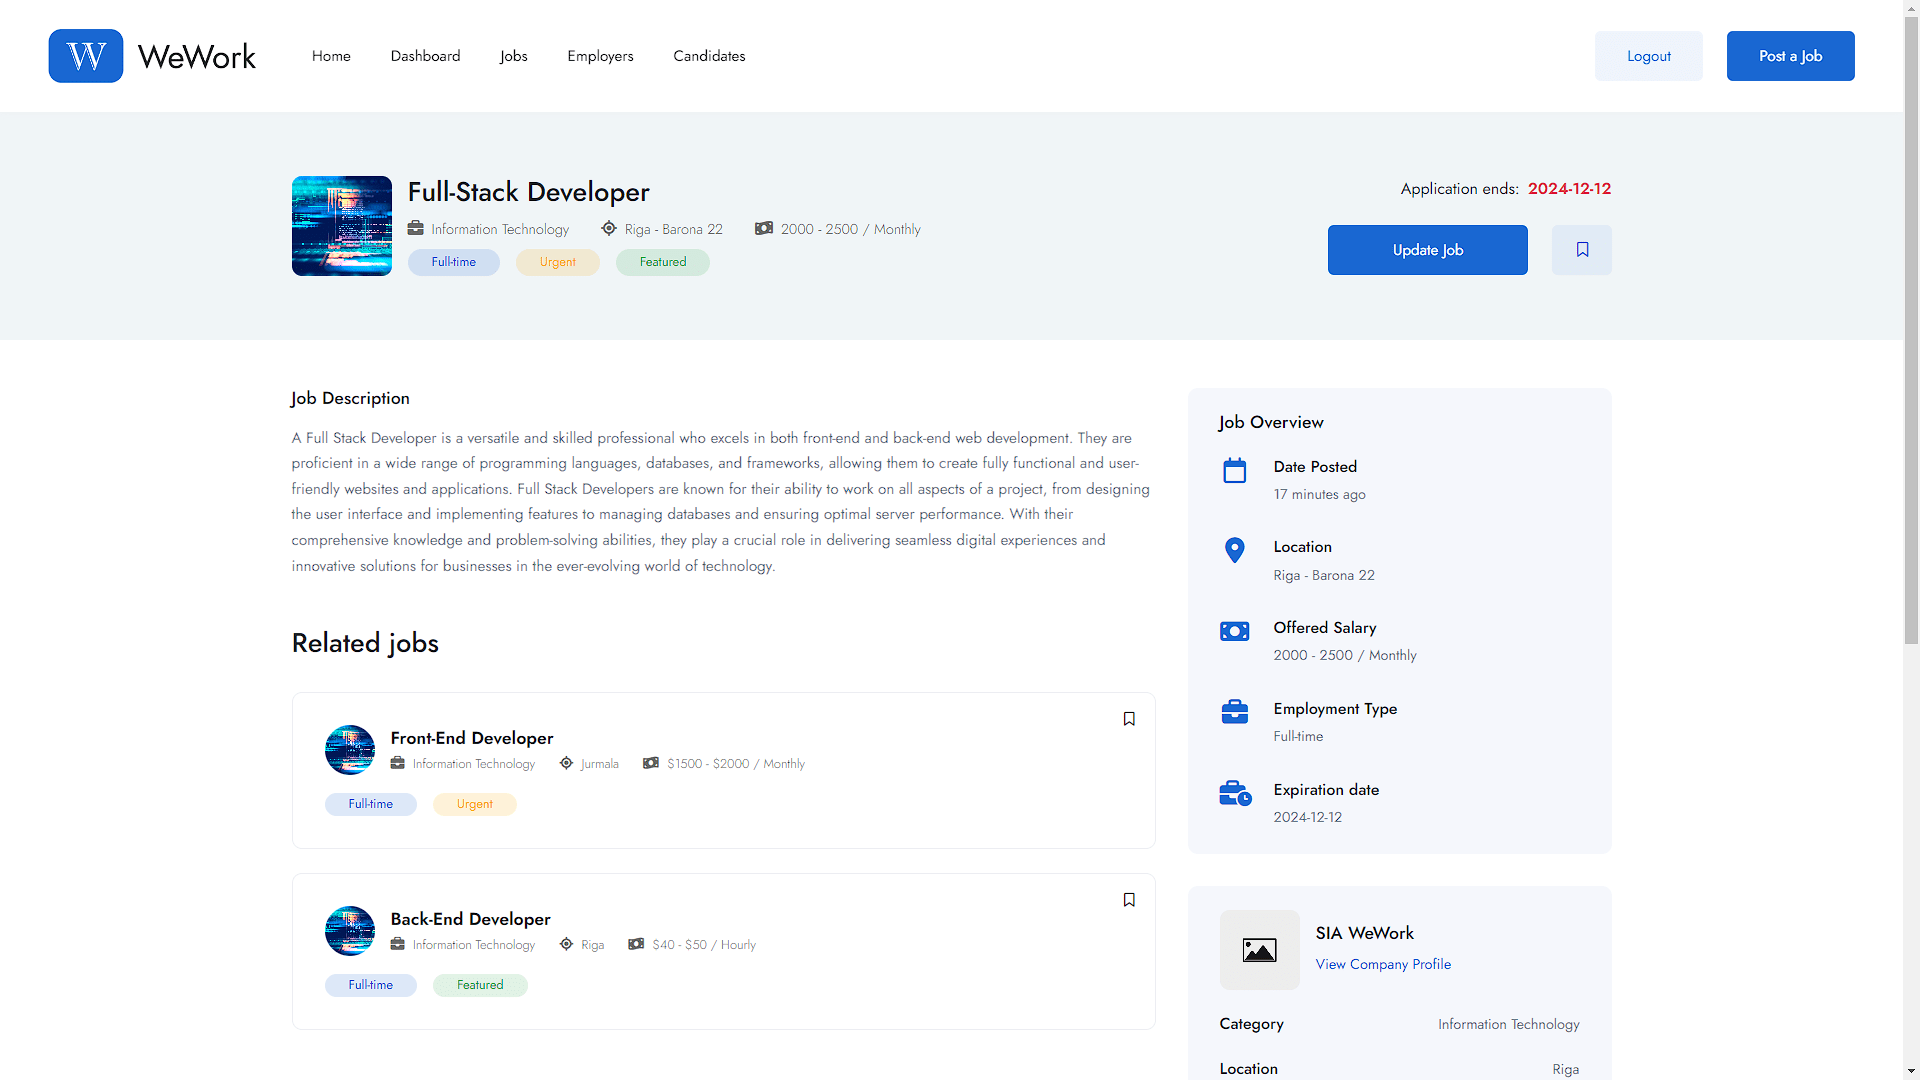 W WeWork
Home Dashboard Jobs Employers Candidates
Logout Post a Job
Full-Stack Developer
Information Technology Riga - Barona 22 2000 - 2500 / Monthly
Full-time Urgent Featured
Application ends: 2024-12-12
Update Job
Job Description
A Full Stack Developer is a versatile and skilled professional who excels in both front-end and back-end web development. They are
proficient in a wide range of programming languages, databases, and frameworks, allowing them to create fully functional and user-
friendly websites and applications. Full Stack Developers are known for their ability to work on all aspects of a project, from designing
the user interface and implementing features to managing databases and ensuring optimal server performance. With their
comprehensive knowledge and problem-solving abilities, they play a crucial role in delivering seamless digital experiences and
innovative solutions for businesses in the ever-evolving world of technology.
Related jobs
Front-End Developer
Information Technology Jurmala $1500 - $2000 / Monthly
Full-time Urgent
Back-End Developer
Information Technology Riga $40 - $50 / Hourly
Full-time Featured
Job Overview
Date Posted
17 minutes ago
Location
Riga - Barona 22
Offered Salary
2000 - 2500 / Monthly
Employment Type
Full-time
Expiration date
2024-12-12
SIA WeWork
View Company Profile
Category Information Technology
Location Riga